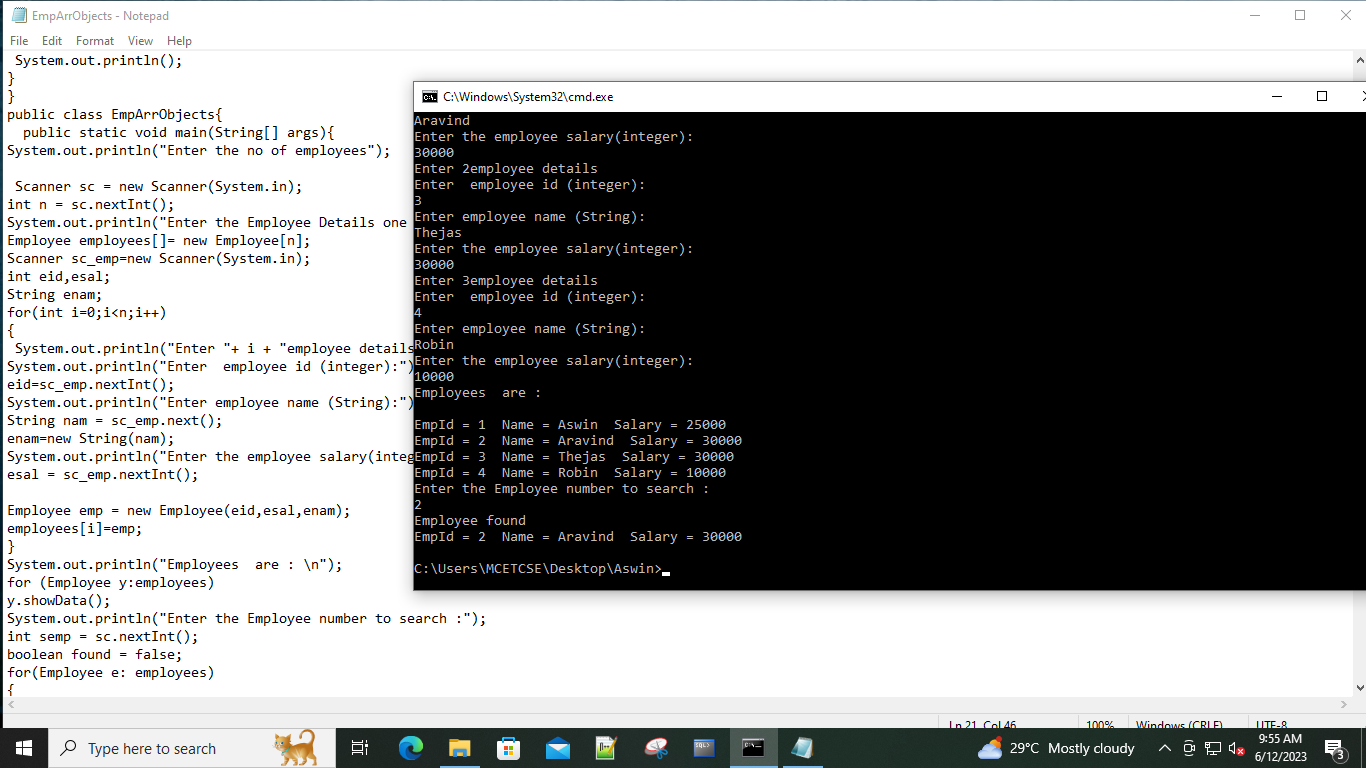 EmpArrObjects - Notepad
File Edit Format View Help
System.out.println();
}
}
public class EmpArrObjects{
public static void main(String[] args){
System.out.println("Enter the no of employees");
Scanner sc = new Scanner(System.in);
int n = sc.nextInt();
System.out.println("Enter the Employee Details one
Employee employees[]= new Employee[n];
Scanner sc_emp=new Scanner(System.in);
int eid,esal;
String enam;
for(int i=0;i<n;i++)
{
System.out.println("Enter "+ i + "employee details
System.out.println("Enter  employee id (integer):")
eid=sc_emp.nextInt();
System.out.println("Enter employee name (String):")
String nam = sc_emp.next();
enam=new String(nam);
System.out.println("Enter the employee salary(integ
esal = sc_emp.nextInt();
Employee emp = new Employee(eid,esal,enam);
employees[i]=emp;
}
System.out.println("Employees  are : \n");
for (Employee y:employees)
y.showData();
System.out.println("Enter the Employee number to search :");
int semp = sc.nextInt();
boolean found = false;
for(Employee e: employees)
{
C:\Windows\System32\cmd.exe
Aravind
Enter the employee salary(integer):
30000
Enter 2employee details
Enter  employee id (integer):
3
Enter employee name (String):
Thejas
Enter the employee salary(integer):
30000
Enter 3employee details
Enter  employee id (integer):
4
Enter employee name (String):
Robin
Enter the employee salary(integer):
10000
Employees  are :
EmpId = 1  Name = Aswin  Salary = 25000
EmpId = 2  Name = Aravind  Salary = 30000
EmpId = 3  Name = Thejas  Salary = 30000
EmpId = 4  Name = Robin  Salary = 10000
Enter the Employee number to search :
2
Employee found
EmpId = 2  Name = Aravind  Salary = 30000
C:\Users\MCETCSE\Desktop\Aswin>
Ln 21, Col 46 100% Windows (CRLF) UTF-8
Type here to search
29°C Mostly cloudy
9:55 AM
6/12/2023
3